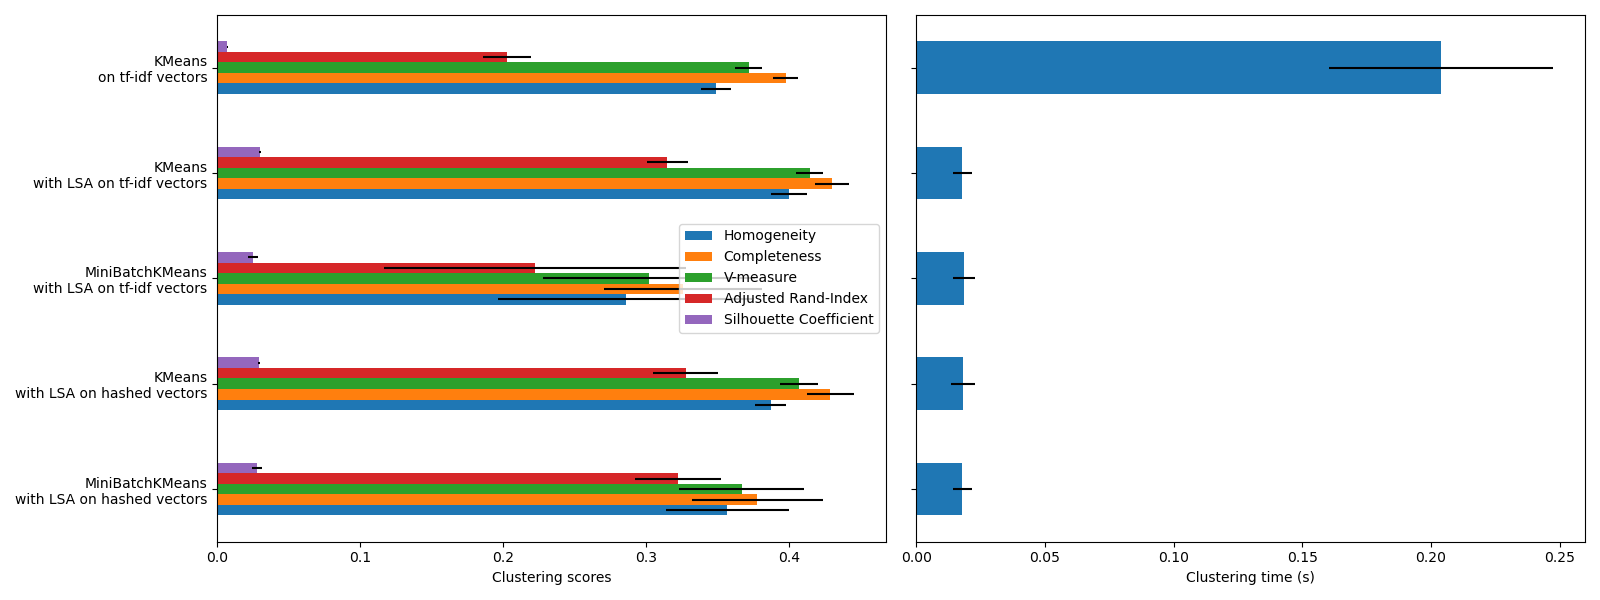 KMeans
on tf-idf vectors
KMeans
with LSA on tf-idf vectors
MiniBatchKMeans
with LSA on tf-idf vectors
KMeans
with LSA on hashed vectors
MiniBatchKMeans
with LSA on hashed vectors
Homogeneity
Completeness
V-measure
Adjusted Rand-Index
Silhouette Coefficient
0.0 0.1 0.2 0.3 0.4
Clustering scores
0.00 0.05 0.10 0.15 0.20 0.25
Clustering time (s)